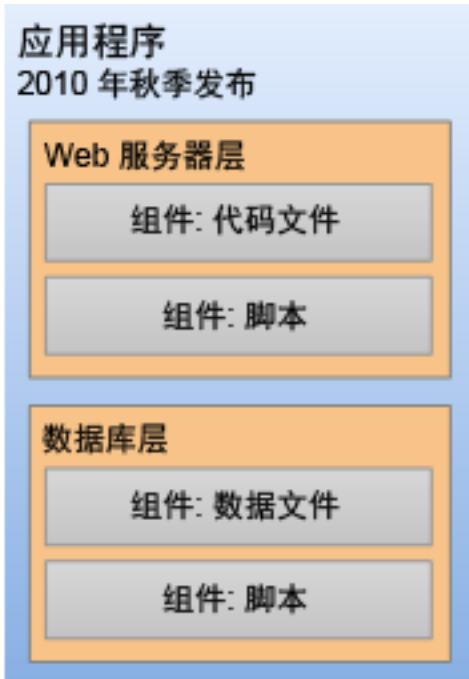 应用程序
2010 年秋季发布
Web 服务器层
组件: 代码文件
组件: 脚本
数据库层
组件: 数据文件
组件: 脚本